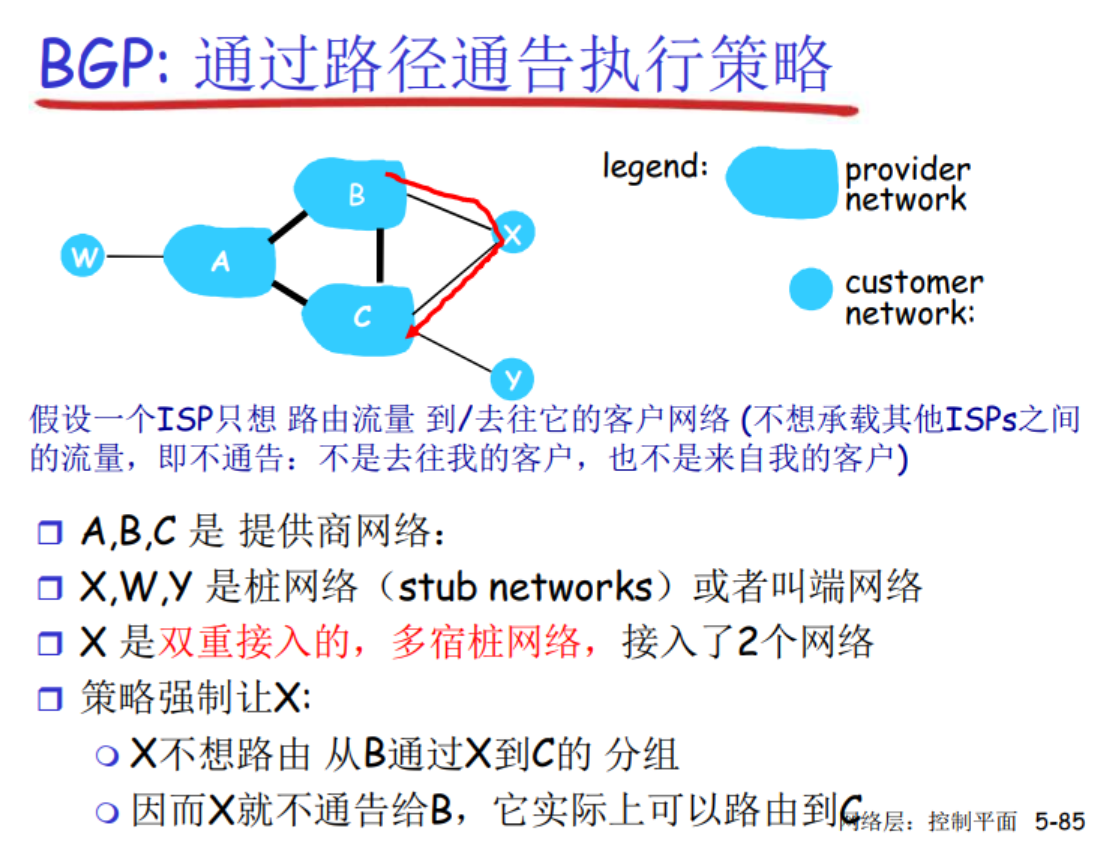 BGP: 通过路径通告执行策略
legend:
provider
network
B
X
W
A
C
customer
network:
Y
假设一个ISP只想 路由流量 到/去往它的客户网络 (不想承载其他ISPs之间
的流量，即不通告：不是去往我的客户，也不是来自我的客户)
A,B,C 是 提供商网络：
X,W,Y 是桩网络（stub networks）或者叫端网络
X 是双重接入的，多宿桩网络，接入了2个网络
策略强制让X:
X不想路由 从B通过X到C的 分组
因而X就不通告给B，它实际上可以路由到C
网络层：控制平面 5-85